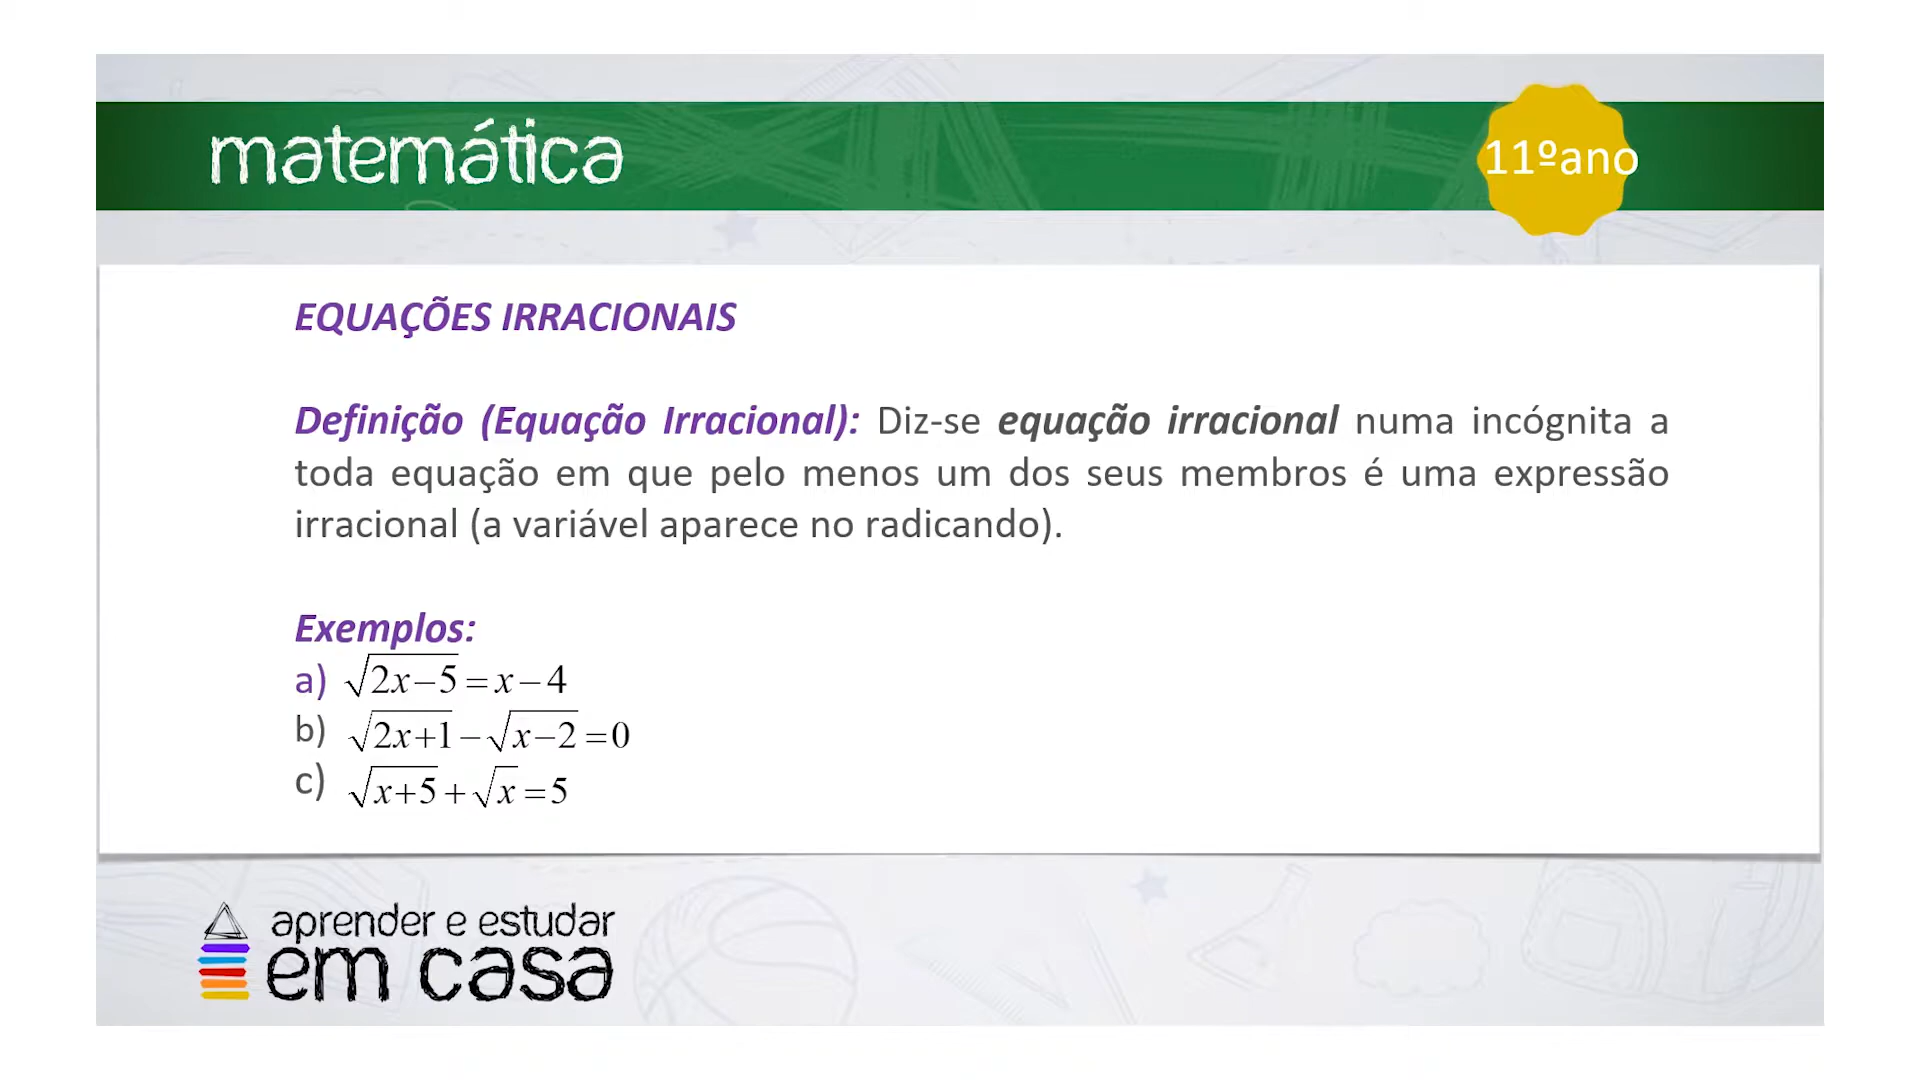 matemática
11ºano
EQUAÇÕES IRRACIONAIS
Definição (Equação Irracional): Diz-se equação irracional numa incógnita a
toda equação em que pelo menos um dos seus membros é uma expressão
irracional (a variável aparece no radicando).
Exemplos:
a) √(2x−5) = x−4
b) √(2x+1) − √(x−2) = 0
c) √(x+5) + √x = 5
aprender e estudar
em casa